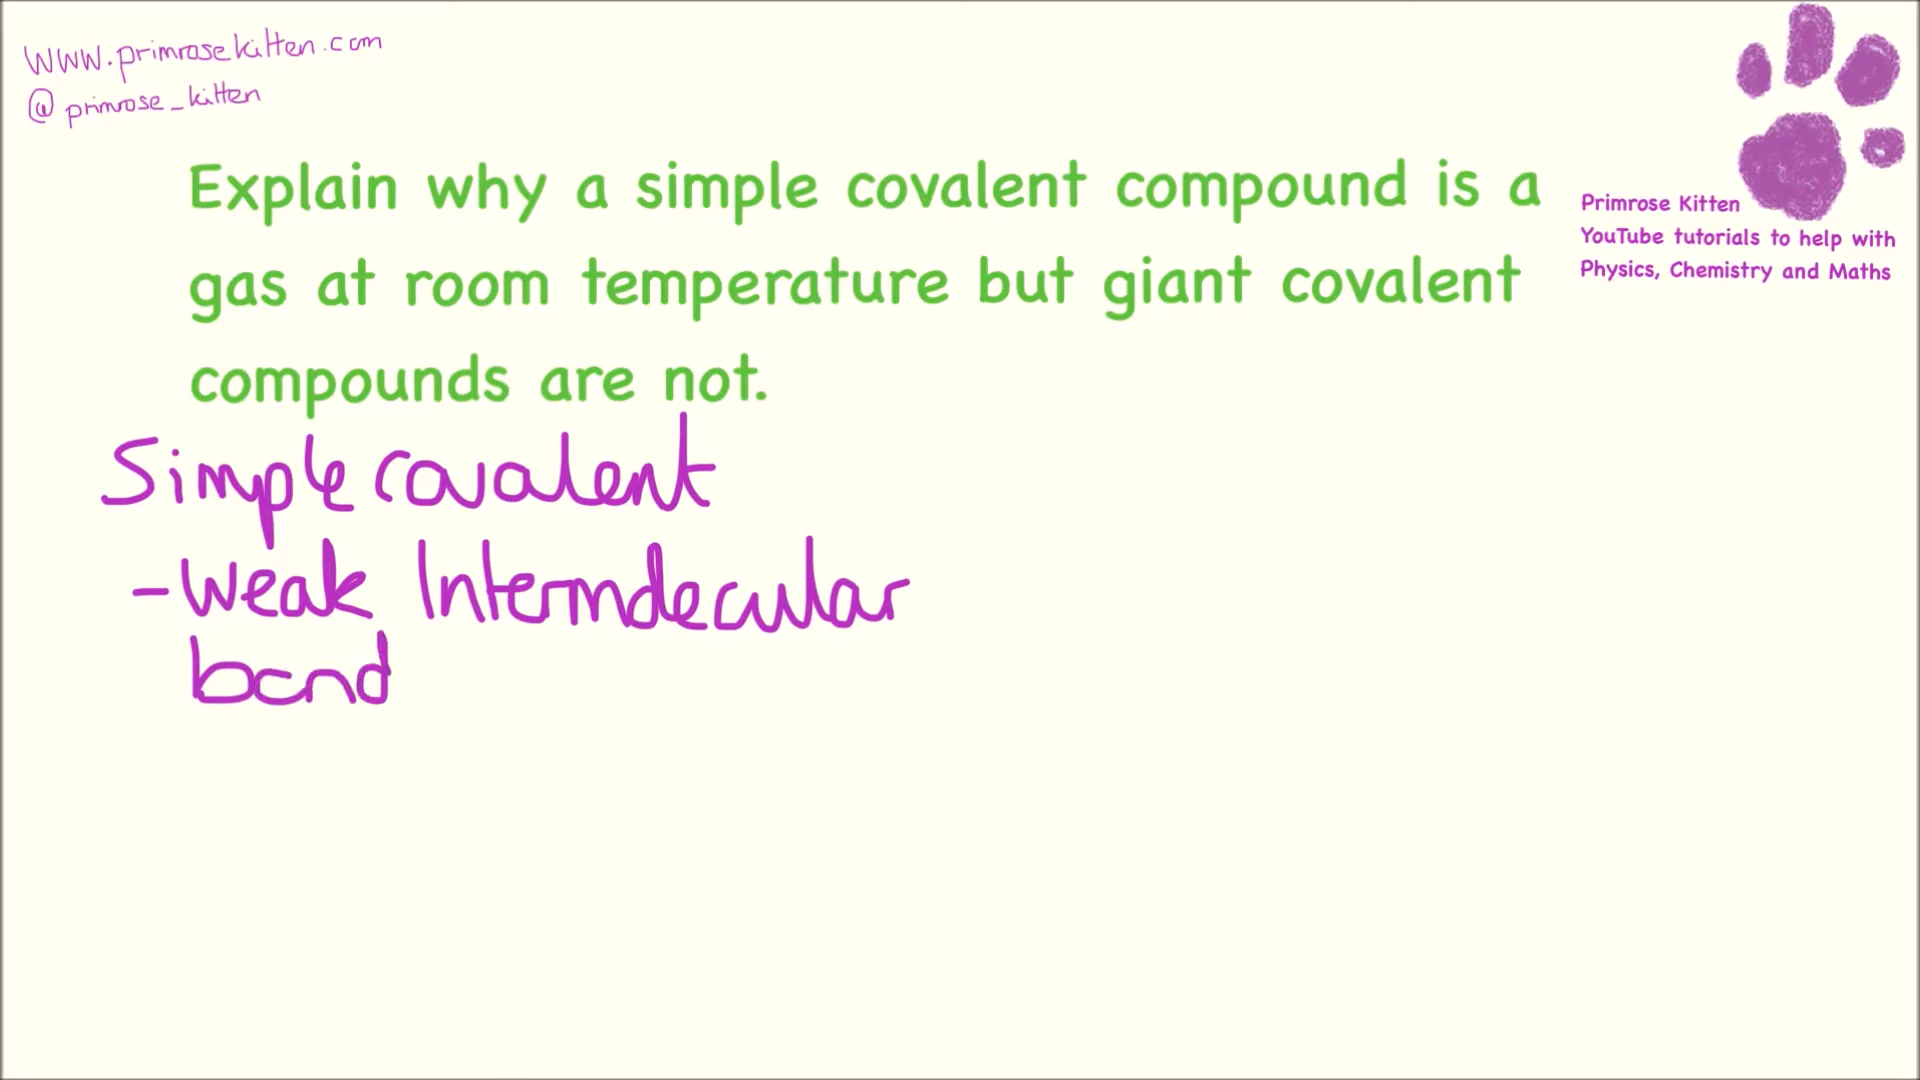 www.primrosekitten.com
@primrose_kitten
Explain why a simple covalent compound is a
gas at room temperature but giant covalent
compounds are not.
Primrose Kitten
YouTube tutorials to help with
Physics, Chemistry and Maths
Simple covalent
- weak Intermolecular
bond